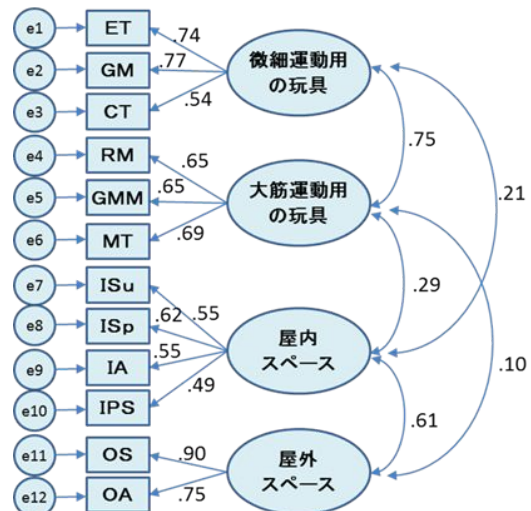 e1
ET
.74
微細運動用
の玩具
e2
GM
.77
e3
CT
.54
.75
e4
RM
.65
大筋運動用
の玩具
e5
GMM
.65
.21
e6
MT
.69
e7
ISu
.55
.29
e8
ISp
.62
屋内
スペース
e9
IA
.55
.10
e10
IPS
.49
.61
e11
OS
.90
屋外
スペース
e12
OA
.75